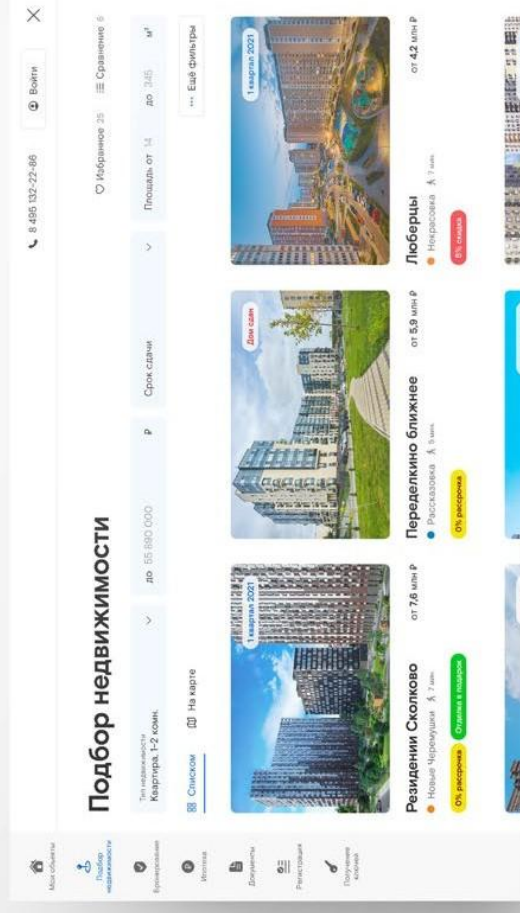 8 495 132-22-86
Войти
Мои объекты
Подбор
недвижимости
Бронирование
Ипотека
Документы
Регистрация
Получение
ключей
Подбор недвижимости
Избранное 25
Сравнение 6
Тип недвижимости
Квартира, 1-2 комн.
до 55 890 000 ₽
Срок сдачи
Площадь от 14
до 345 м²
Списком
На карте
Ещё фильтры
1 квартал 2021
Дом сдан
1 квартал 2021
Резиденции Сколково
от 7,6 млн ₽
Новые Черемушки 7 мин.
0% рассрочка
Отделка в подарок
Переделкино ближнее
от 5,9 млн ₽
Рассказовка 5 мин.
0% рассрочка
Люберцы
от 4,2 млн ₽
Некрасовка 7 мин.
8% скидка